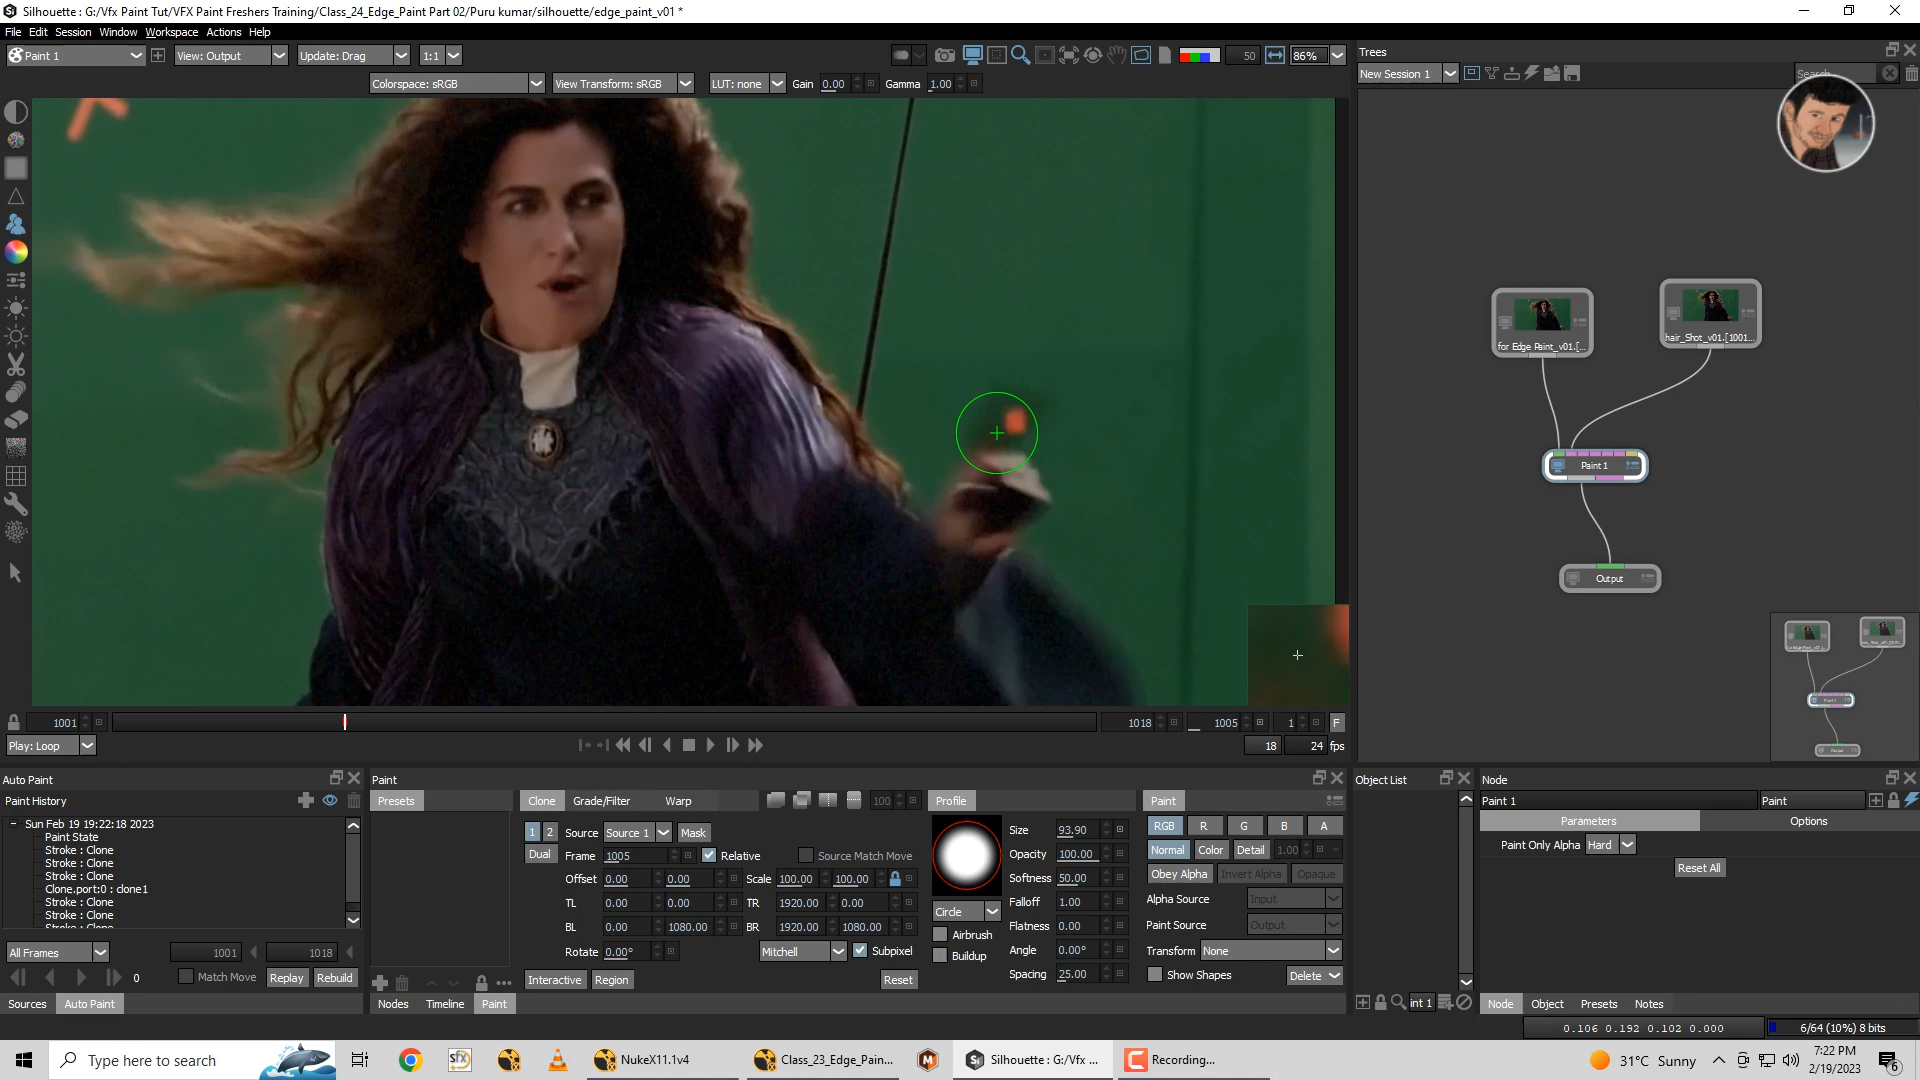 Silhouette : G:/Vfx Paint Tut/VFX Paint Freshers Training/Class_24_Edge_Paint Part 02/Puru kumar/silhouette/edge_paint_v01 *
File Edit Session Window Workspace Actions Help
Paint 1 View: Output Update: Drag 1:1 50 86%
Colorspace: sRGB View Transform: sRGB LUT: none Gain 0.00 Gamma 1.00
Trees
New Session 1 Search
for Edge Paint_v01.[...
hair_Shot_v01.[1001...
Paint 1
Output
1001 1018 1005 1 F
Play: Loop 18 24 fps
Auto Paint
Paint History
Sun Feb 19 19:22:18 2023
Paint State
Stroke : Clone
Stroke : Clone
Stroke : Clone
Clone.port:0 : clone1
Stroke : Clone
Stroke : Clone
Stroke : Clone
All Frames 1001 1018
0 Match Move Replay Rebuild
Sources Auto Paint
Paint
Presets Clone Grade/Filter Warp 100 Profile Paint
1 2 Source Source 1 Mask
Dual Frame 1005 Relative Source Match Move
Offset 0.00 0.00 Scale 100.00 100.00
TL 0.00 0.00 TR 1920.00 0.00
BL 0.00 1080.00 BR 1920.00 1080.00
Rotate 0.00° Mitchell Subpixel
Interactive Region Reset
Circle
Airbrush
Buildup
Size 93.90
Opacity 100.00
Softness 50.00
Falloff 1.00
Flatness 0.00
Angle 0.00°
Spacing 25.00
RGB R G B A
Normal Color Detail 1.00
Obey Alpha Invert Alpha Opaque
Alpha Source Input
Paint Source Output
Transform None
Show Shapes Delete
Nodes Timeline Paint
Object List
int 1
Node
Paint 1 Paint
Parameters Options
Paint Only Alpha Hard
Reset All
Node Object Presets Notes
0.106 0.192 0.102 0.000 6/64 (10%) 8 bits
Type here to search NukeX11.1v4 Class_23_Edge_Pain... Silhouette : G:/Vfx ... Recording... 31°C Sunny 7:22 PM
2/19/2023 6